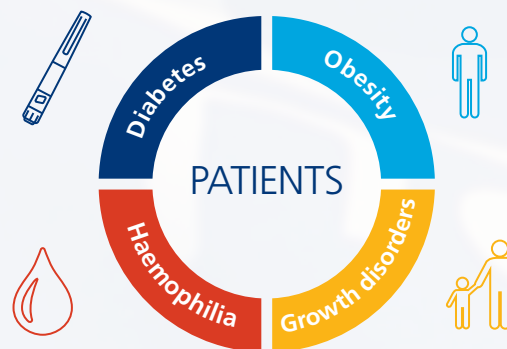 Diabetes
Obesity
PATIENTS
Haemophilia
Growth disorders